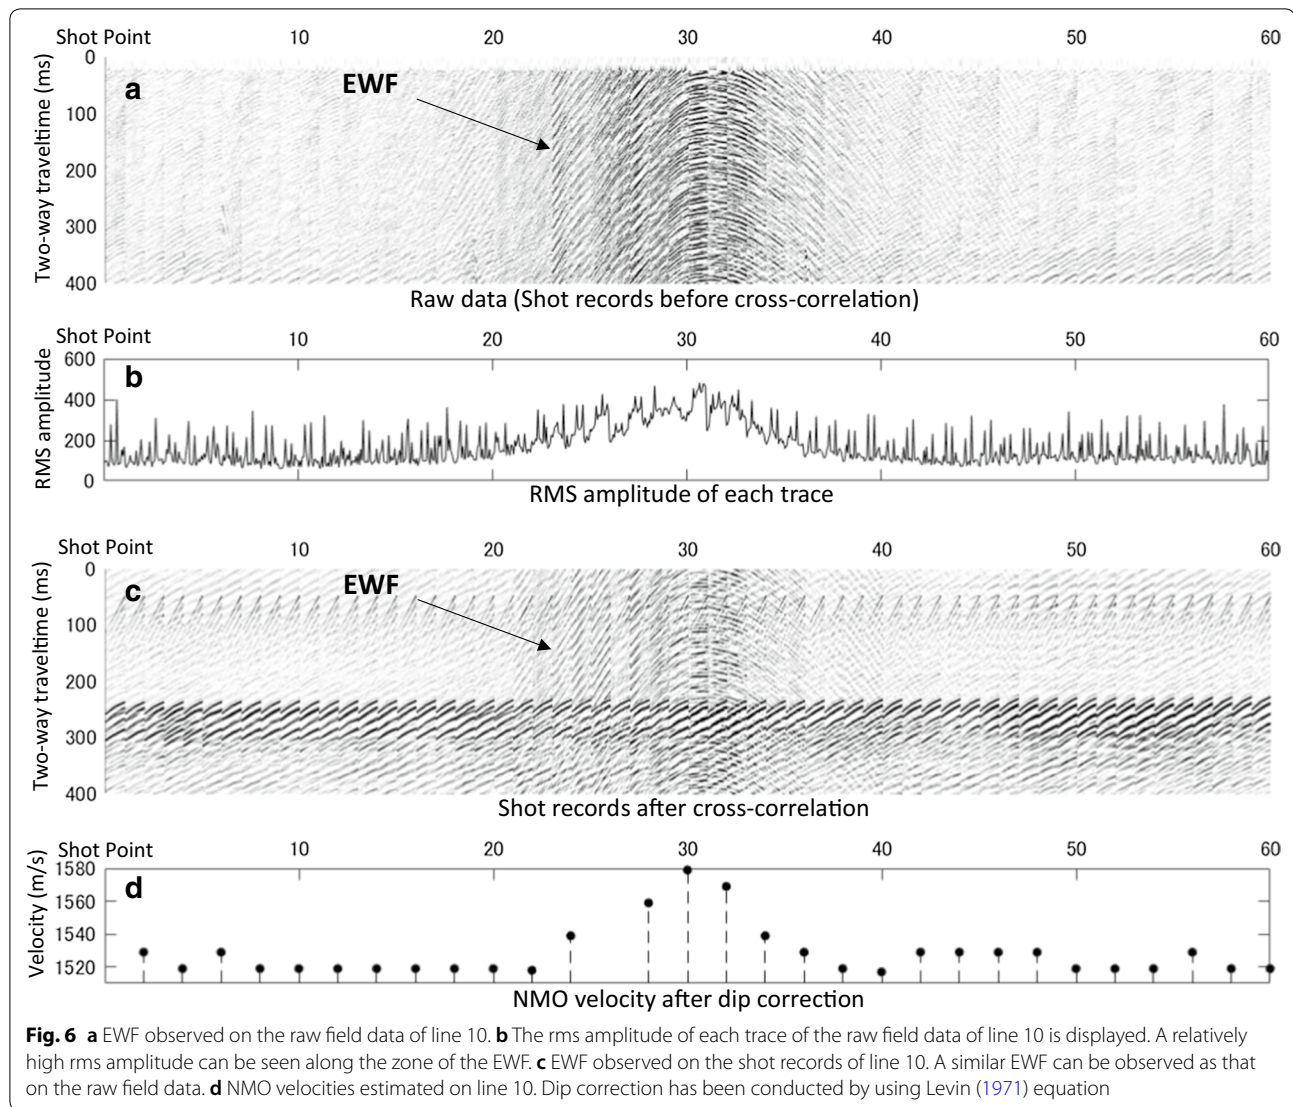 Shot Point 10 20 30 40 50 60
0
100
200
300
400
Two-way traveltime (ms)
a
EWF
Raw data (Shot records before cross-correlation)
Shot Point 10 20 30 40 50 60
600
400
200
0
RMS amplitude
b
10 20 30 40 50 60
RMS amplitude of each trace
Shot Point 10 20 30 40 50 60
0
100
200
300
400
Two-way traveltime (ms)
c
EWF
Shot records after cross-correlation
Shot Point 10 20 30 40 50 60
1580
1560
1540
1520
Velocity (m/s)
d
NMO velocity after dip correction
Fig. 6 a EWF observed on the raw field data of line 10. b The rms amplitude of each trace of the raw field data of line 10 is displayed. A relatively
high rms amplitude can be seen along the zone of the EWF. c EWF observed on the shot records of line 10. A similar EWF can be observed as that
on the raw field data. d NMO velocities estimated on line 10. Dip correction has been conducted by using Levin (1971) equation